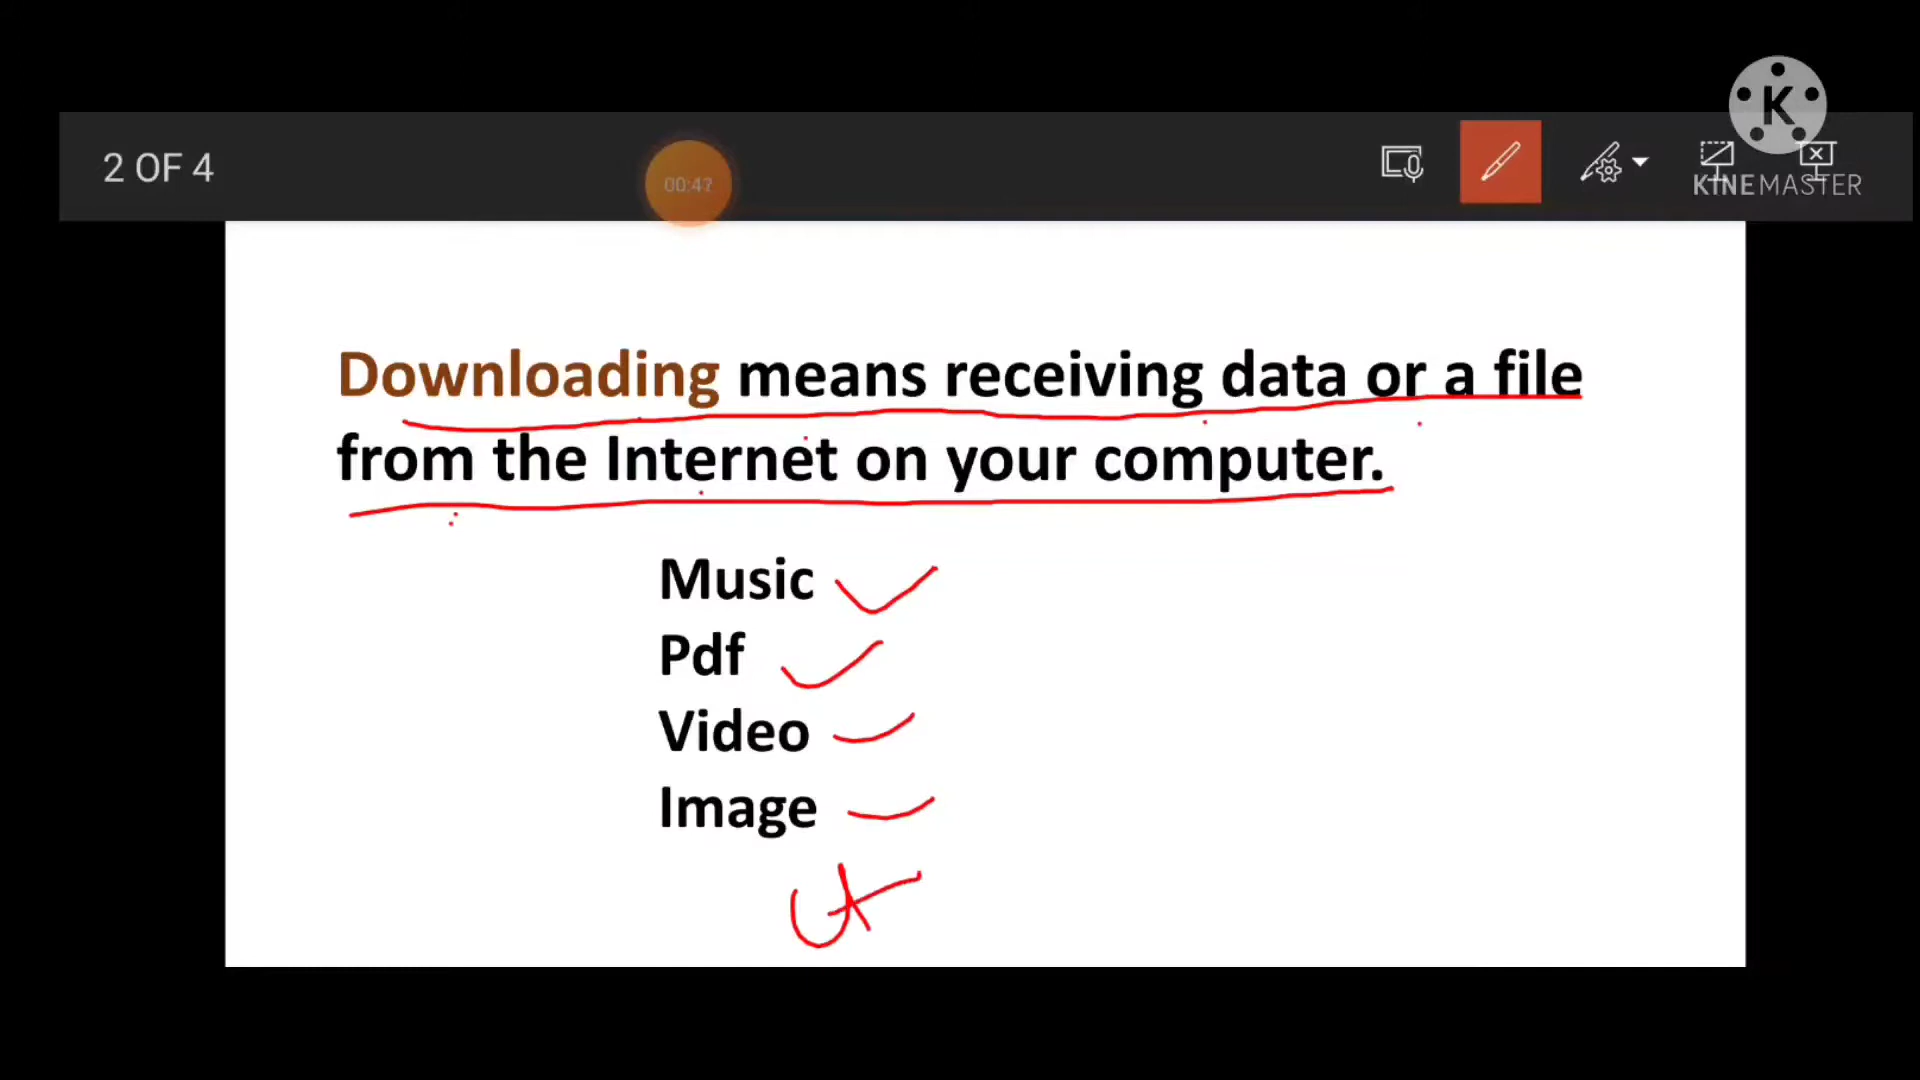 2 OF 4
00:42
K
KINEMASTER
Downloading means receiving data or a file
from the Internet on your computer.
Music
Pdf
Video
Image